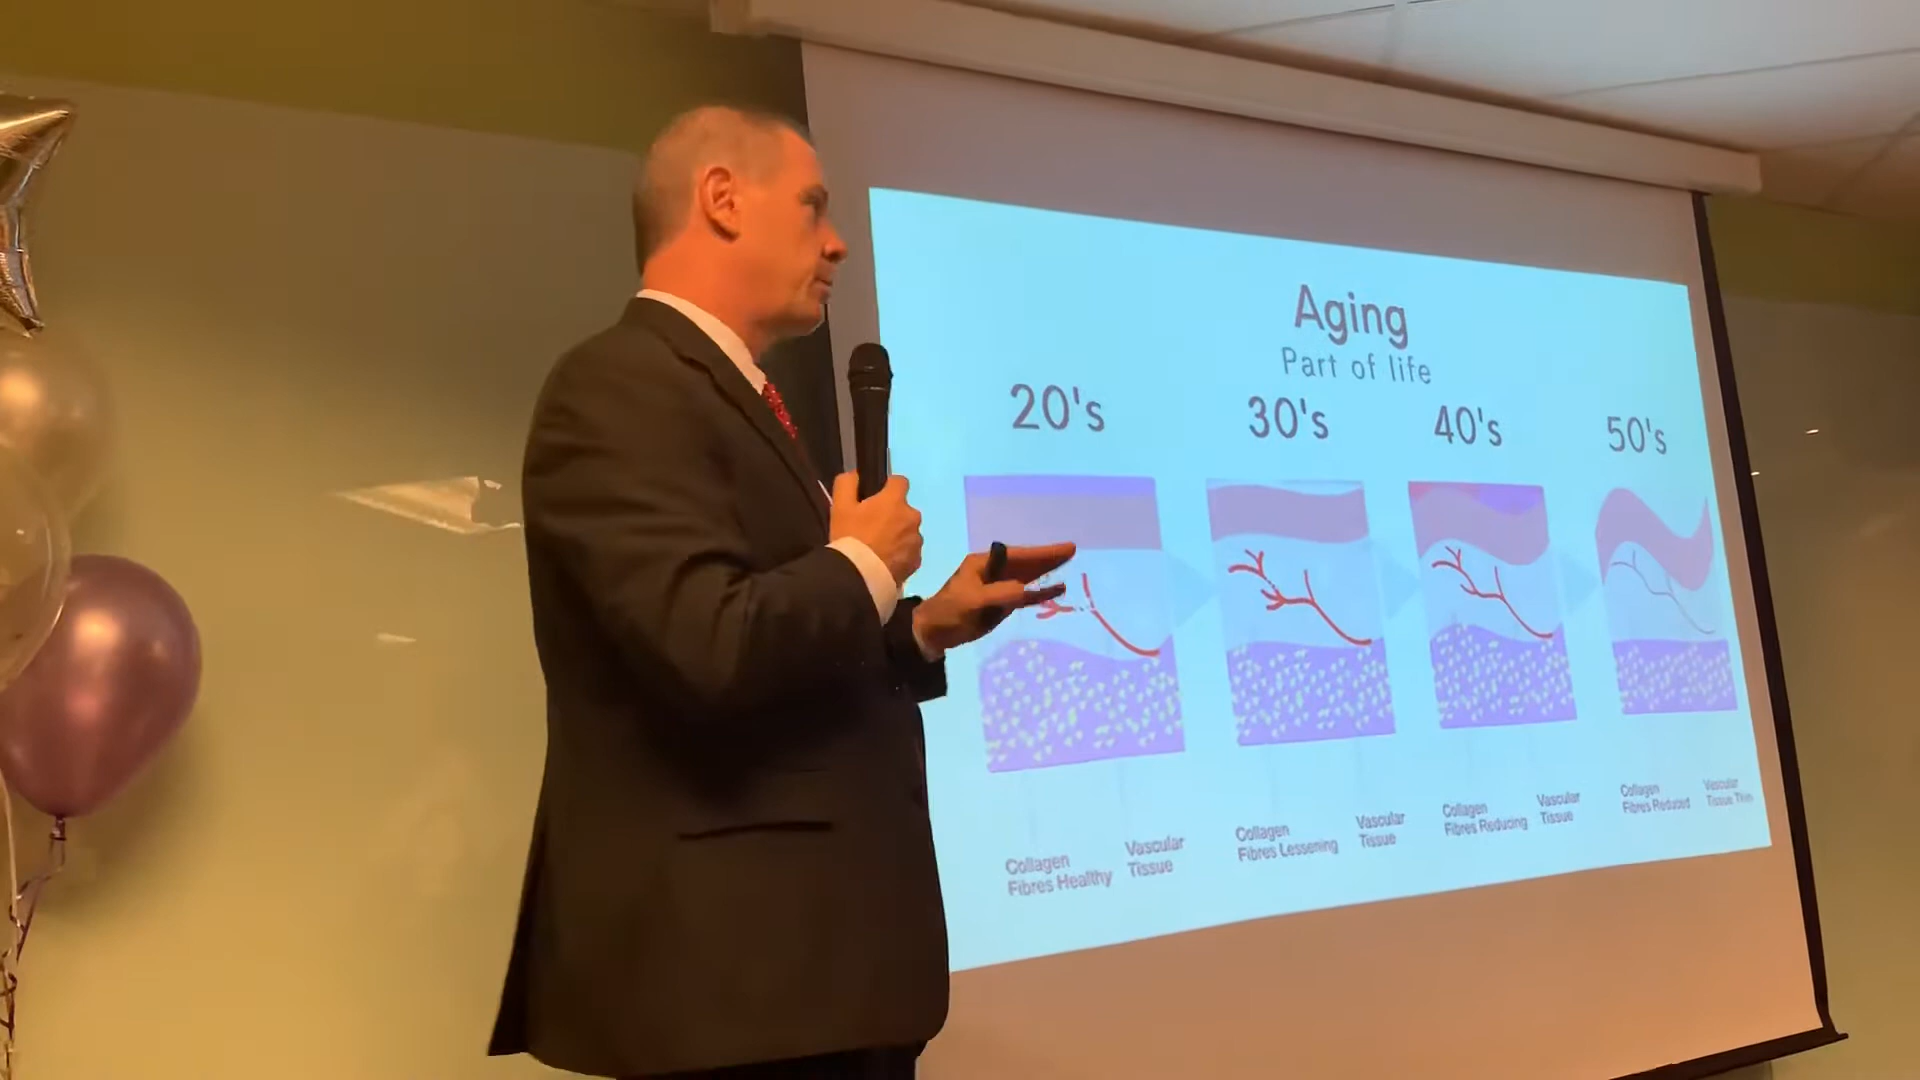 Aging
Part of life
20's
30's
40's
50's
Collagen
Fibres Healthy
Vascular
Tissue
Collagen
Fibres Lessening
Vascular
Tissue
Collagen
Fibres Reducing
Vascular
Tissue
Collagen
Fibres Reduced
Vascular
Tissue Thin